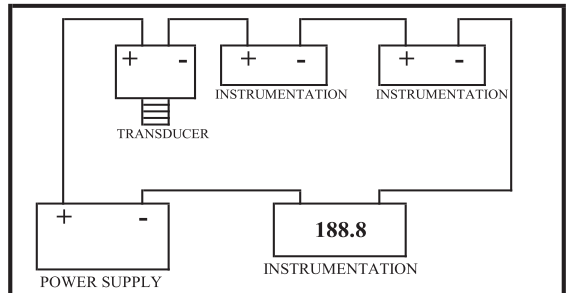 + - + - + -
INSTRUMENTATION INSTRUMENTATION
TRANSDUCER
+ - 188.8
INSTRUMENTATION
POWER SUPPLY